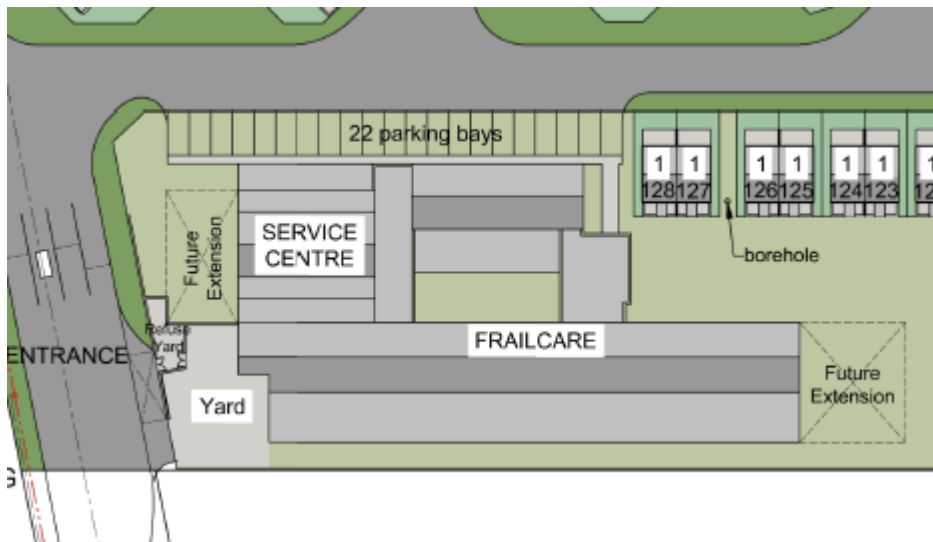 22 parking bays
1
1
1
1
1
1
128
127
126
125
124
123
12
SERVICE
CENTRE
Future
Extension
borehole
Refuse
Yard
ENTRANCE
FRAILCARE
Future
Extension
Yard
G